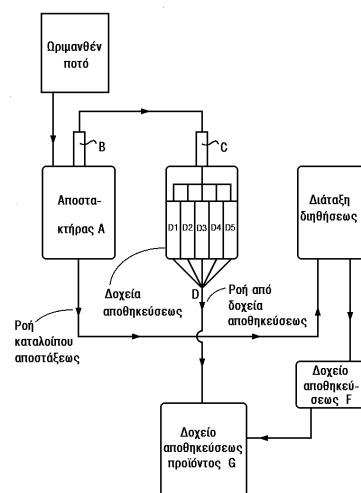 Ωριμανθέν
ποτό
B
C
Αποστα-
κτήρας A
D1 D2 D3 D4 D5
Διάταξη
διηθήσεως
Δοχεία
αποθηκεύσεως
D
Ροή από
δοχεία
αποθηκεύσεως
Ροή
καταλοίπου
αποστάξεως
Δοχείο
αποθηκεύ-
σεως F
Δοχείο
αποθηκεύσεως
προϊόντος G